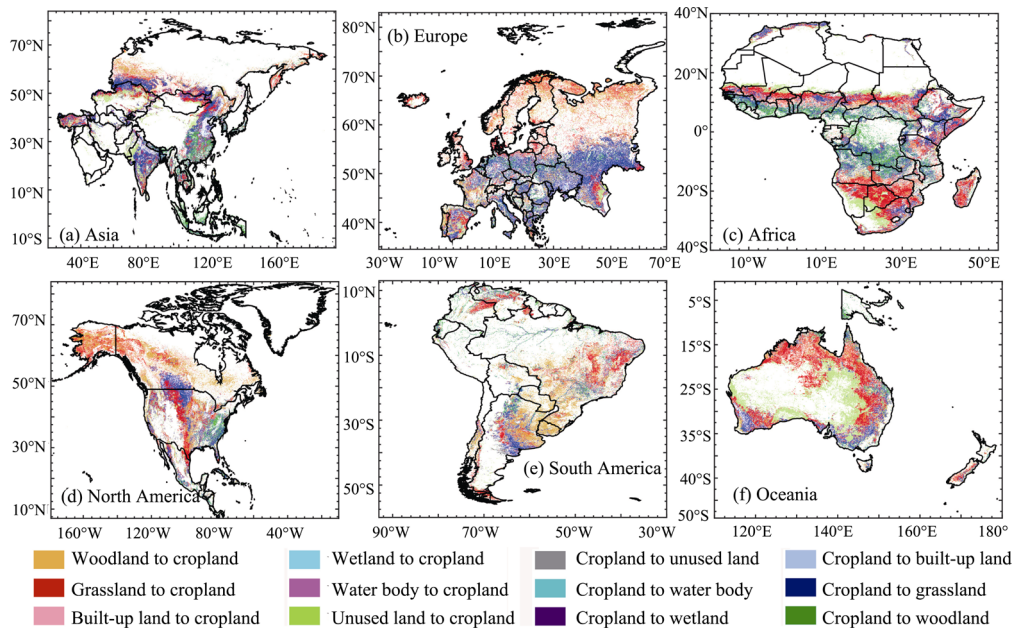 80°N
70°N
50°N
30°N
10°N
10°S
(a) Asia
40°E
80°E
120°E
160°E
80°N
70°N
60°N
50°N
40°N
(b) Europe
30°W
10°W
10°E
30°E
50°E
70°E
40°N
20°N
0°N
20°S
40°S
(c) Africa
10°W
10°E
30°E
50°E
70°N
50°N
30°N
10°N
(d) North America
160°W
120°W
80°W
40°W
10°N
10°S
30°S
50°S
(e) South America
90°W
70°W
50°W
30°W
5°S
15°S
25°S
35°S
40°S
50°S
(f) Oceania
120°E
140°E
160°E
180°
Woodland to cropland
Wetland to cropland
Cropland to unused land
Cropland to built-up land
Grassland to cropland
Water body to cropland
Cropland to water body
Cropland to grassland
Built-up land to cropland
Unused land to cropland
Cropland to wetland
Cropland to woodland